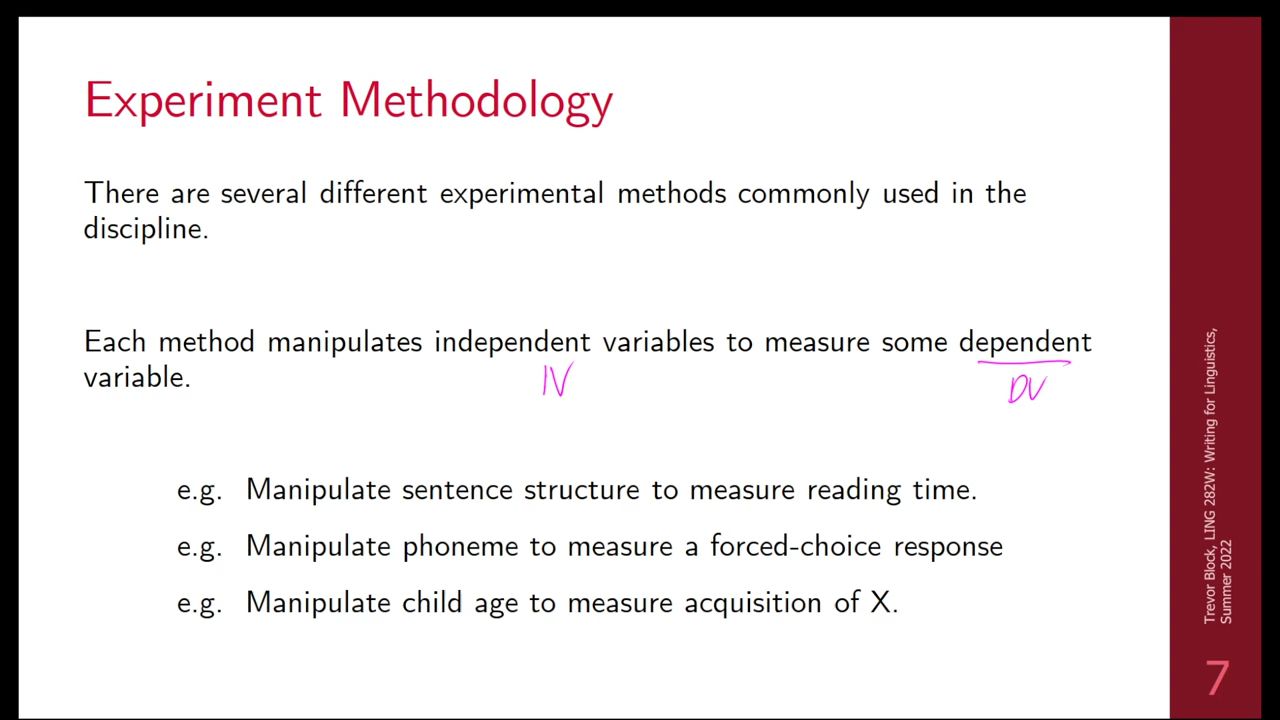 Experiment Methodology
There are several different experimental methods commonly used in the
discipline.
Each method manipulates independent variables to measure some dependent
variable.
IV
DV
e.g. Manipulate sentence structure to measure reading time.
e.g. Manipulate phoneme to measure a forced-choice response
e.g. Manipulate child age to measure acquisition of X.
Trevor Block, LING 282W: Writing for Linguistics,
Summer 2022
7